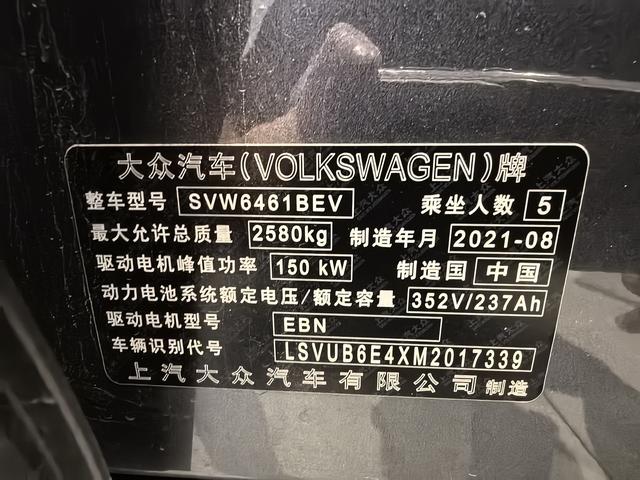 大众汽车(VOLKSWAGEN)牌
整车型号 SVW6461BEV 乘坐人数 5
最大允许总质量 2580kg 制造年月 2021-08
驱动电机峰值功率 150 kW 制造国 中国
动力电池系统额定电压/额定容量 352V/237Ah
驱动电机型号 EBN
车辆识别代号 LSVUB6E4XM2017339
上汽大众汽车有限公司 制造